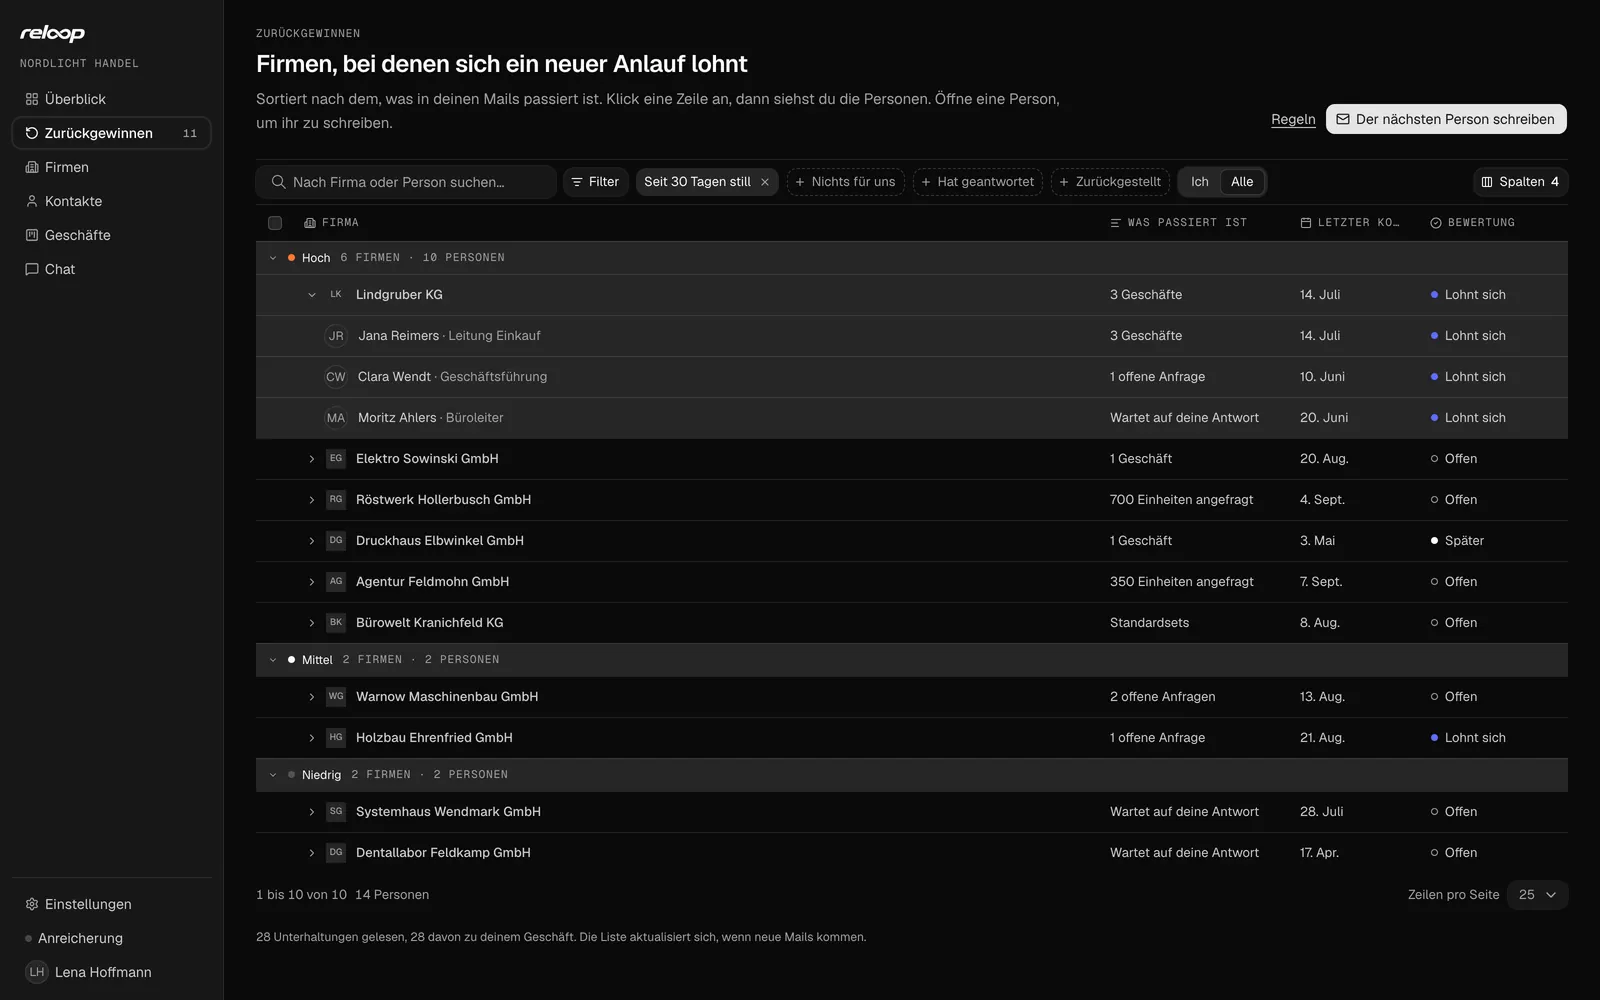 reloop
NORDLICHT HANDEL
Überblick
Zurückgewinnen 11
Firmen
Kontakte
Geschäfte
Chat
Einstellungen
Anreicherung
LH Lena Hoffmann
ZURÜCKGEWINNEN
Firmen, bei denen sich ein neuer Anlauf lohnt
Sortiert nach dem, was in deinen Mails passiert ist. Klick eine Zeile an, dann siehst du die Personen. Öffne eine Person,
um ihr zu schreiben.
Regeln Der nächsten Person schreiben
Nach Firma oder Person suchen... Filter Seit 30 Tagen still × + Nichts für uns + Hat geantwortet + Zurückgestellt Ich Alle Spalten 4
FIRMA WAS PASSIERT IST LETZTER KO… BEWERTUNG
Hoch 6 FIRMEN · 10 PERSONEN
LK Lindgruber KG 3 Geschäfte 14. Juli Lohnt sich
JR Jana Reimers · Leitung Einkauf 3 Geschäfte 14. Juli Lohnt sich
CW Clara Wendt · Geschäftsführung 1 offene Anfrage 10. Juni Lohnt sich
MA Moritz Ahlers · Büroleiter Wartet auf deine Antwort 20. Juni Lohnt sich
EG Elektro Sowinski GmbH 1 Geschäft 20. Aug. Offen
RG Röstwerk Hollerbusch GmbH 700 Einheiten angefragt 4. Sept. Offen
DG Druckhaus Elbwinkel GmbH 1 Geschäft 3. Mai Später
AG Agentur Feldmohn GmbH 350 Einheiten angefragt 7. Sept. Offen
BK Bürowelt Kranichfeld KG Standardsets 8. Aug. Offen
Mittel 2 FIRMEN · 2 PERSONEN
WG Warnow Maschinenbau GmbH 2 offene Anfragen 13. Aug. Offen
HG Holzbau Ehrenfried GmbH 1 offene Anfrage 21. Aug. Lohnt sich
Niedrig 2 FIRMEN · 2 PERSONEN
SG Systemhaus Wendmark GmbH Wartet auf deine Antwort 28. Juli Offen
DG Dentallabor Feldkamp GmbH Wartet auf deine Antwort 17. Apr. Offen
1 bis 10 von 10 14 Personen Zeilen pro Seite 25
28 Unterhaltungen gelesen, 28 davon zu deinem Geschäft. Die Liste aktualisiert sich, wenn neue Mails kommen.